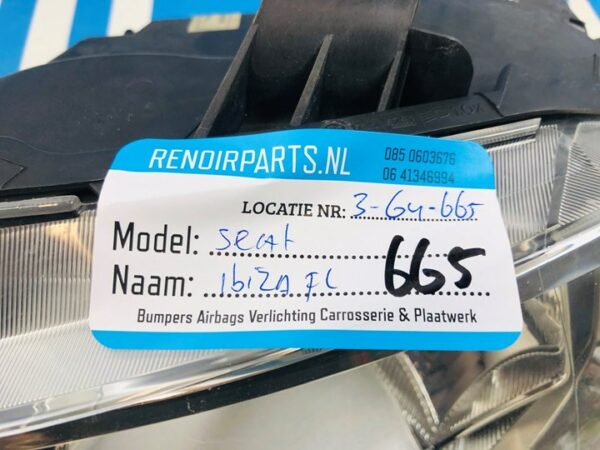 RENOIRPARTS.NL
085 0603676
06 41346994
LOCATIE NR: 3-G4-665
Model: Seat
Naam: Ibiza FL
665
Bumpers Airbags Verlichting Carrosserie & Plaatwerk